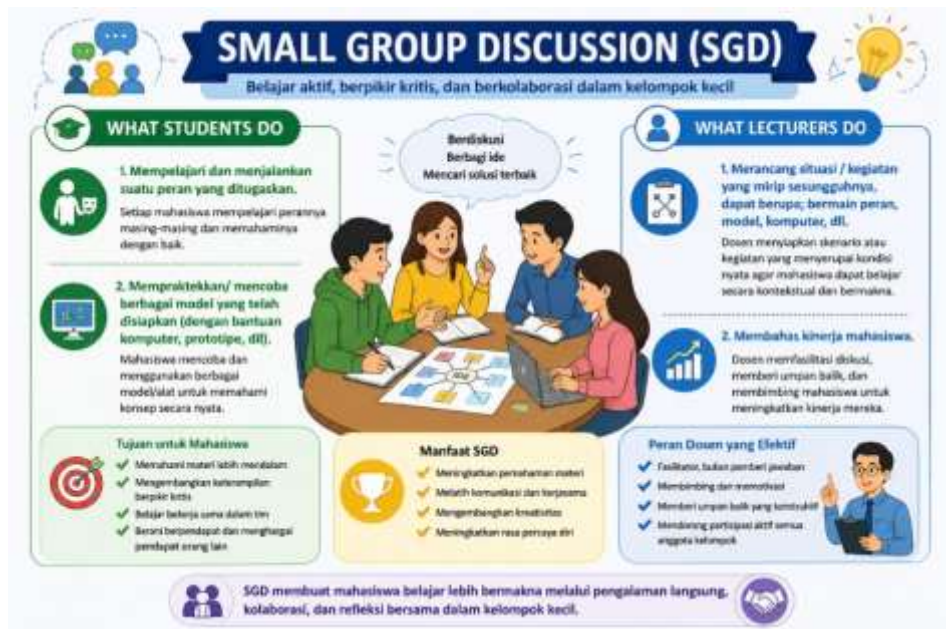 SMALL GROUP DISCUSSION (SGD)
Belajar aktif, berpikir kritis, dan berkolaborasi dalam kelompok kecil
WHAT STUDENTS DO
1. Mempelajari dan menjalankan
suatu peran yang ditugaskan.
Setiap mahasiswa mempelajari perannya
masing-masing dan memahaminya
dengan baik.
2. Mempraktekkan/ mencoba
berbagai model yang telah
disiapkan (dengan bantuan
komputer, prototipe, dll).
Mahasiswa mencoba dan
menggunakan berbagai
model/alat untuk memahami
konsep secara nyata.
Berdiskusi
Berbagi ide
Mencari solusi terbaik
WHAT LECTURERS DO
1. Merancang situasi / kegiatan
yang mirip sesungguhnya,
dapat berupa; bermain peran,
model, komputer, dll.
Dosen menyiapkan skenario atau
kegiatan yang menyerupai kondisi
nyata agar mahasiswa dapat belajar
secara kontekstual dan bermakna.
2. Membahas kinerja mahasiswa.
Dosen memfasilitasi diskusi,
memberi umpan balik, dan
membimbing mahasiswa untuk
meningkatkan kinerja mereka.
Tujuan untuk Mahasiswa
Memahami materi lebih mendalam
Mengembangkan keterampilan
berpikir kritis
Belajar bekerja sama dalam tim
Berani berpendapat dan menghargai
pendapat orang lain
Manfaat SGD
Meningkatkan pemahaman materi
Melatih komunikasi dan kerjasama
Mengembangkan kreativitas
Meningkatkan rasa percaya diri
Peran Dosen yang Efektif
Fasilitator, bukan pemberi jawaban
Membimbing dan memotivasi
Memberi umpan balik yang konstruktif
Mendorong partisipasi aktif semua
anggota kelompok
SGD membuat mahasiswa belajar lebih bermakna melalui pengalaman langsung,
kolaborasi, dan refleksi bersama dalam kelompok kecil.